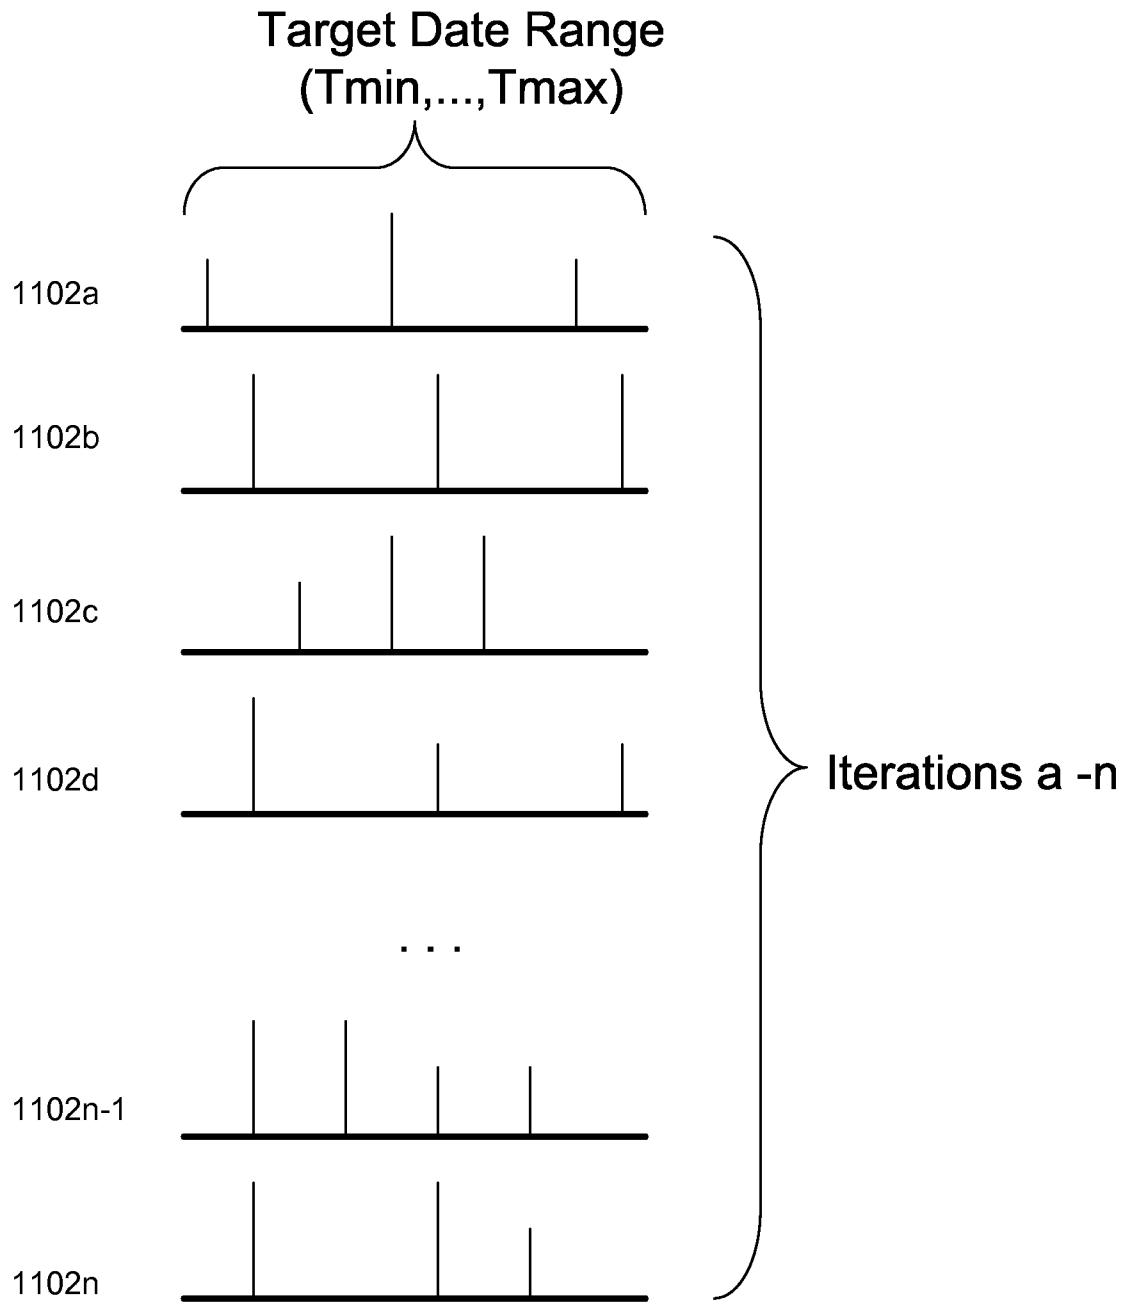 Target Date Range
(Tmin,...,Tmax)
1102a
1102b
1102c
1102d
Iterations a -n
. . .
1102n-1
1102n